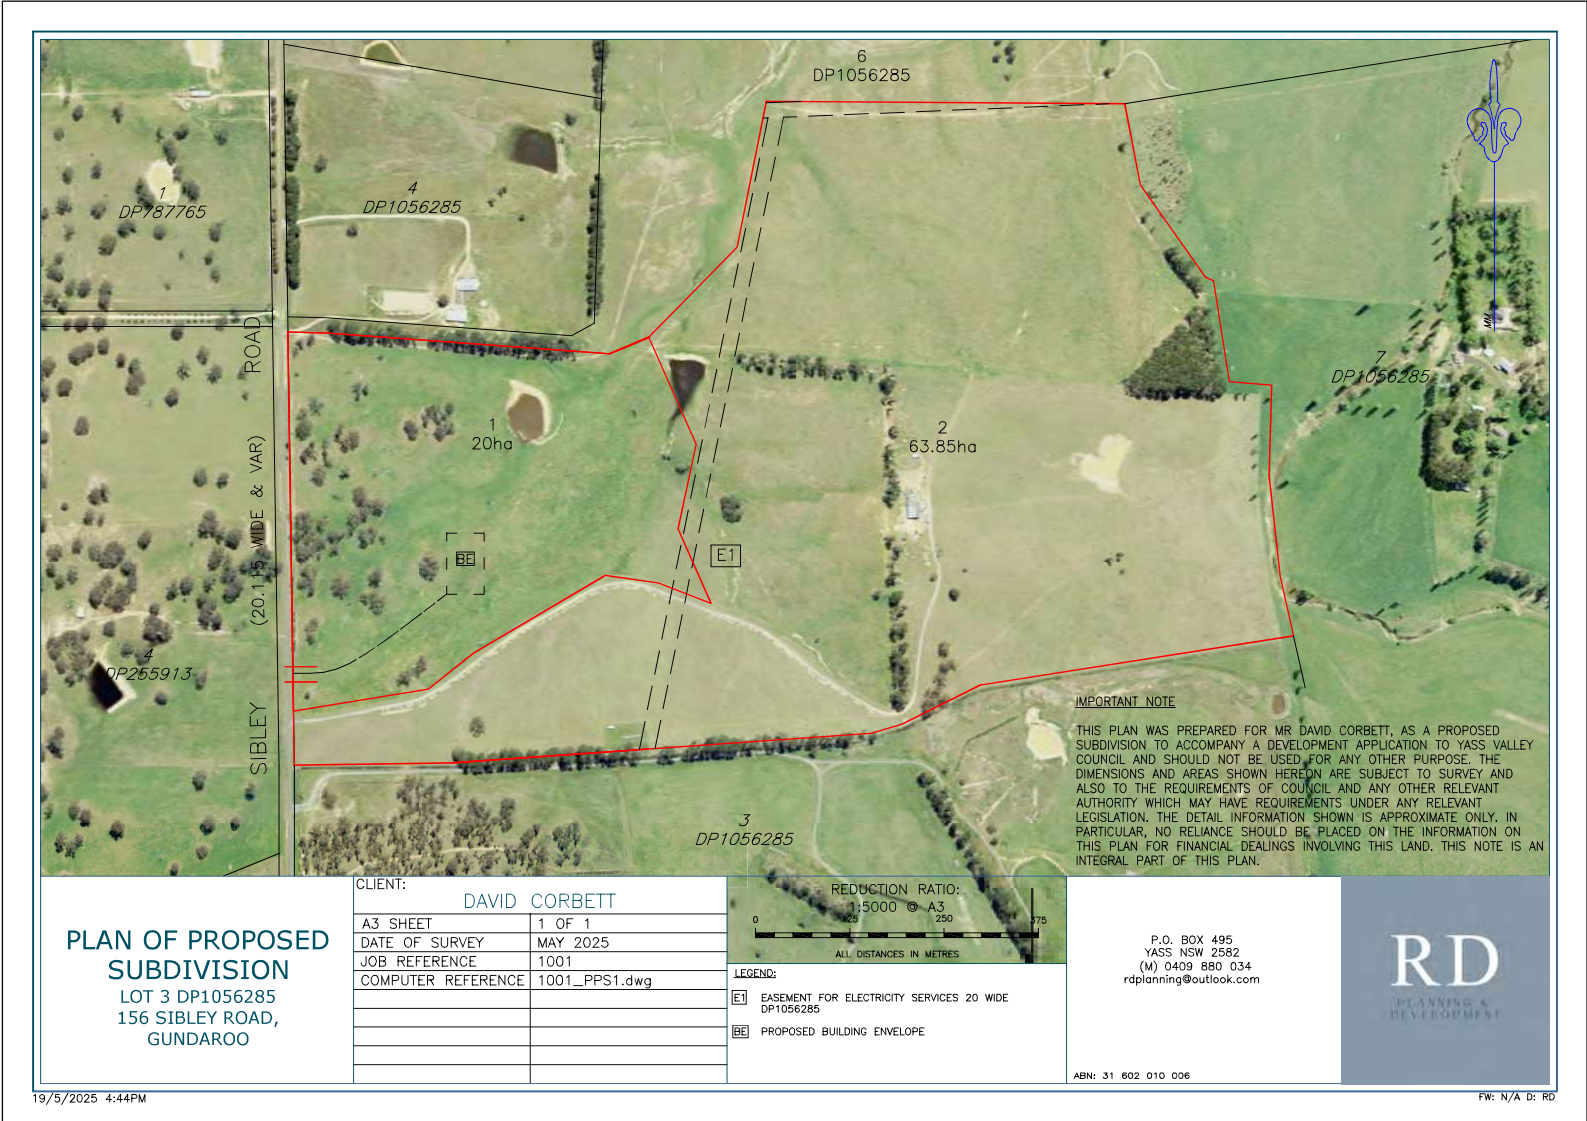 6
DP1056285
1
DP787765
4
DP1056285
7
DP1056285
1
20ha
2
63.85ha
BE
E1
4
DP255913
SIBLEY (20.115 WIDE & VAR) ROAD
3
DP1056285
MM
IMPORTANT NOTE
THIS PLAN WAS PREPARED FOR MR DAVID CORBETT, AS A PROPOSED
SUBDIVISION TO ACCOMPANY A DEVELOPMENT APPLICATION TO YASS VALLEY
COUNCIL AND SHOULD NOT BE USED FOR ANY OTHER PURPOSE. THE
DIMENSIONS AND AREAS SHOWN HEREON ARE SUBJECT TO SURVEY AND
ALSO TO THE REQUIREMENTS OF COUNCIL AND ANY OTHER RELEVANT
AUTHORITY WHICH MAY HAVE REQUIREMENTS UNDER ANY RELEVANT
LEGISLATION. THE DETAIL INFORMATION SHOWN IS APPROXIMATE ONLY. IN
PARTICULAR, NO RELIANCE SHOULD BE PLACED ON THE INFORMATION ON
THIS PLAN FOR FINANCIAL DEALINGS INVOLVING THIS LAND. THIS NOTE IS AN
INTEGRAL PART OF THIS PLAN.
PLAN OF PROPOSED
SUBDIVISION
LOT 3 DP1056285
156 SIBLEY ROAD,
GUNDAROO
CLIENT:
DAVID CORBETT
A3 SHEET 1 OF 1
DATE OF SURVEY MAY 2025
JOB REFERENCE 1001
COMPUTER REFERENCE 1001_PPS1.dwg
REDUCTION RATIO:
1:5000 @ A3
0 250 375
ALL DISTANCES IN METRES
LEGEND:
E1 EASEMENT FOR ELECTRICITY SERVICES 20 WIDE
DP1056285
BE PROPOSED BUILDING ENVELOPE
P.O. BOX 495
YASS NSW 2582
(M) 0409 880 034
rdplanning@outlook.com
ABN: 31 602 010 006
RD
PLANNING &
DEVELOPMENT
19/5/2025 4:44PM
FW: N/A D: RD